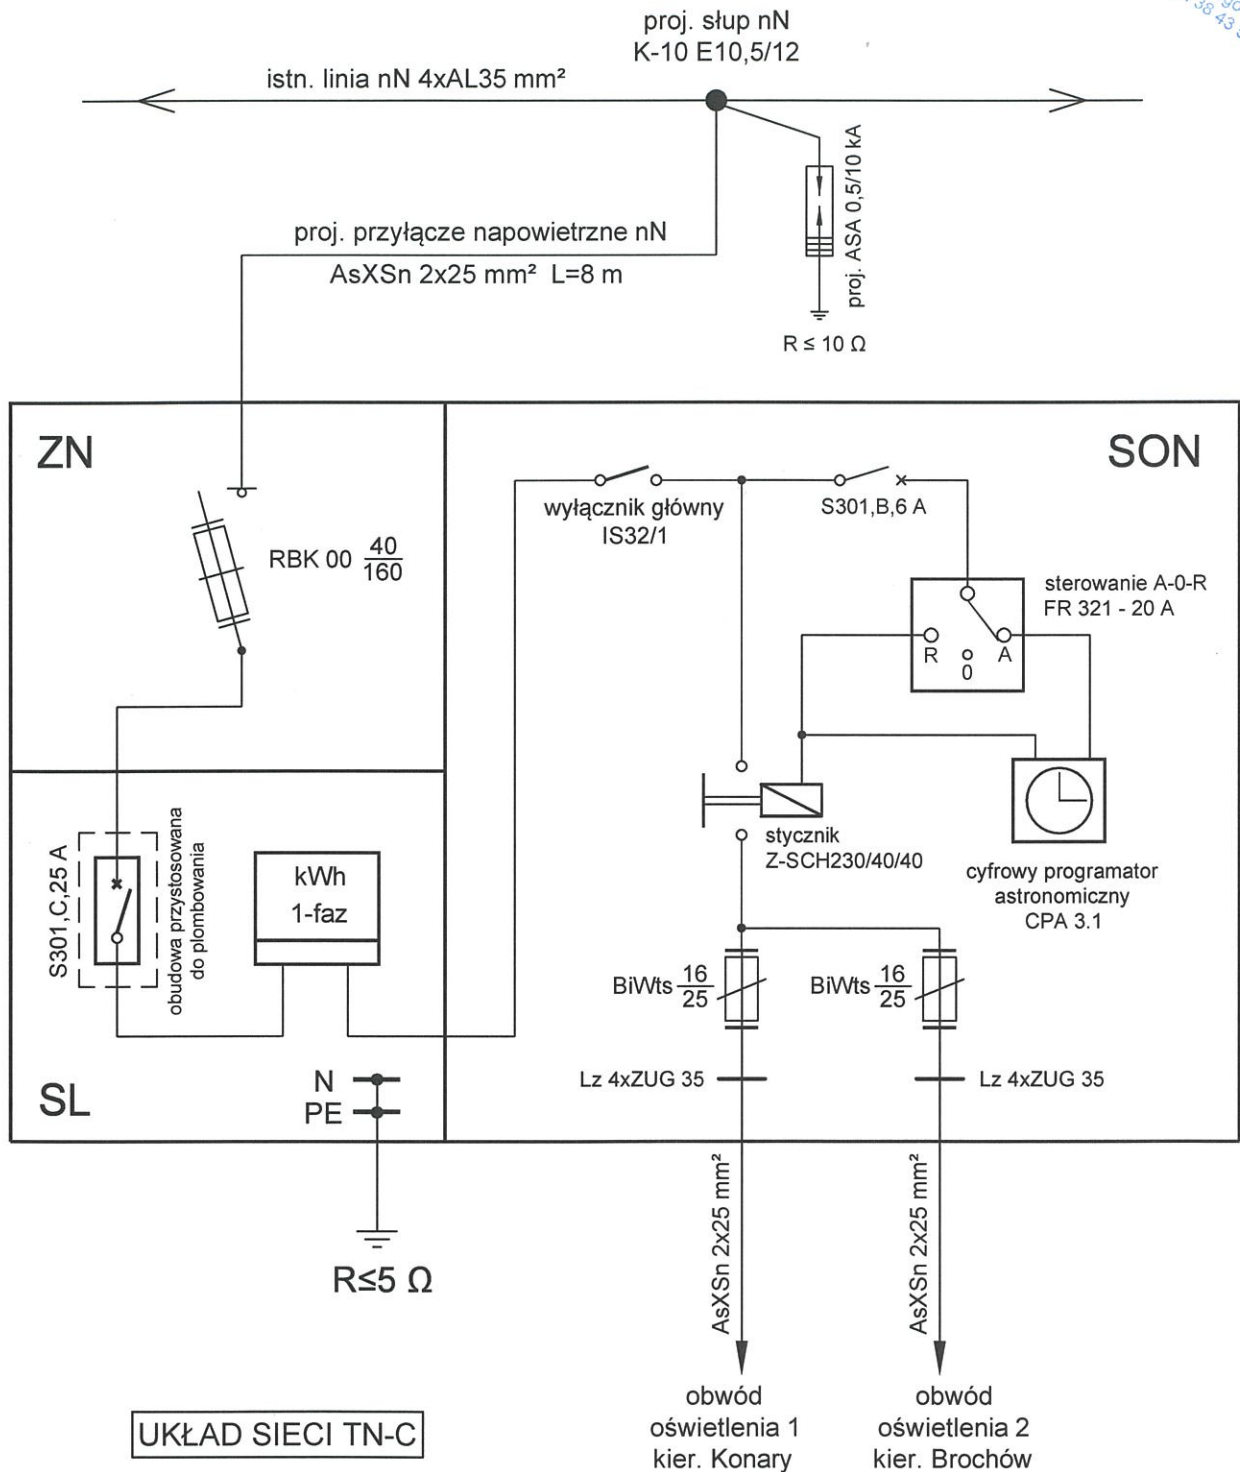 proj. słup nN
K-10 E10,5/12
istn. linia nN 4xAL35 mm²
proj. ASA 0,5/10 kA
proj. przyłącze napowietrzne nN
AsXSn 2x25 mm² L=8 m
R ≤ 10 Ω
ZN
SON
RBK 00 40/160
wyłącznik główny
IS32/1
S301,B,6 A
sterowanie A-0-R
FR 321 - 20 A
R
0
A
S301,C,25 A
obudowa przystosowana
do plombowania
kWh
1-faz
stycznik
Z-SCH230/40/40
cyfrowy programator
astronomiczny
CPA 3.1
BiWts 16/25
BiWts 16/25
Lz 4xZUG 35
Lz 4xZUG 35
SL
N
PE
R≤5 Ω
AsXSn 2x25 mm²
AsXSn 2x25 mm²
obwód
oświetlenia 1
kier. Konary
obwód
oświetlenia 2
kier. Brochów
UKŁAD SIECI TN-C